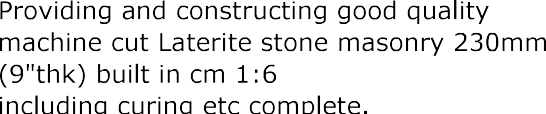 Providing and constructing good quality
machine cut Laterite stone masonry 230mm
(9"thk) built in cm 1:6
including curing etc complete.